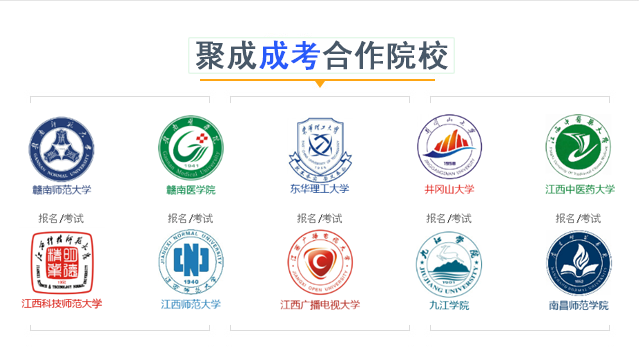 聚成成考合作院校
赣南师范大学
赣南医学院
东华理工大学
井冈山大学
江西中医药大学
报名/考试
报名/考试
报名/考试
报名/考试
报名/考试
江西科技师范大学
江西师范大学
江西广播电视大学
九江学院
南昌师范学院